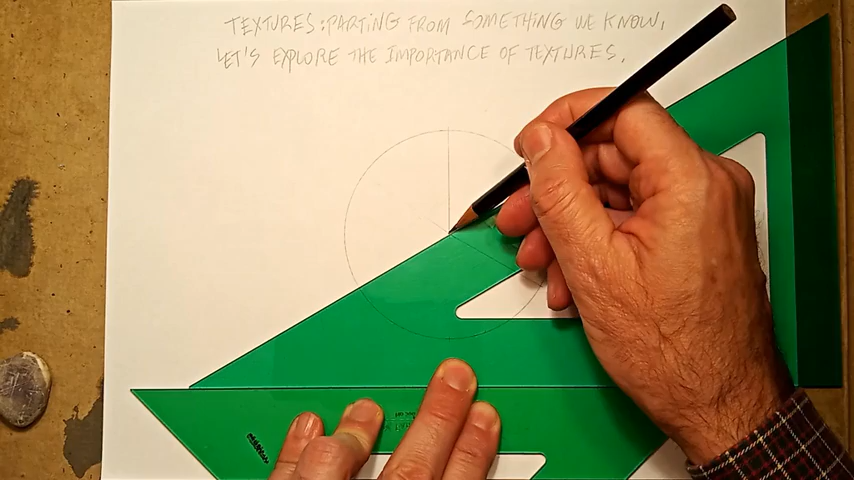 TEXTURES: PARTING FROM SOMETHING WE KNOW,
LET'S EXPLORE THE IMPORTANCE OF TEXTURES.